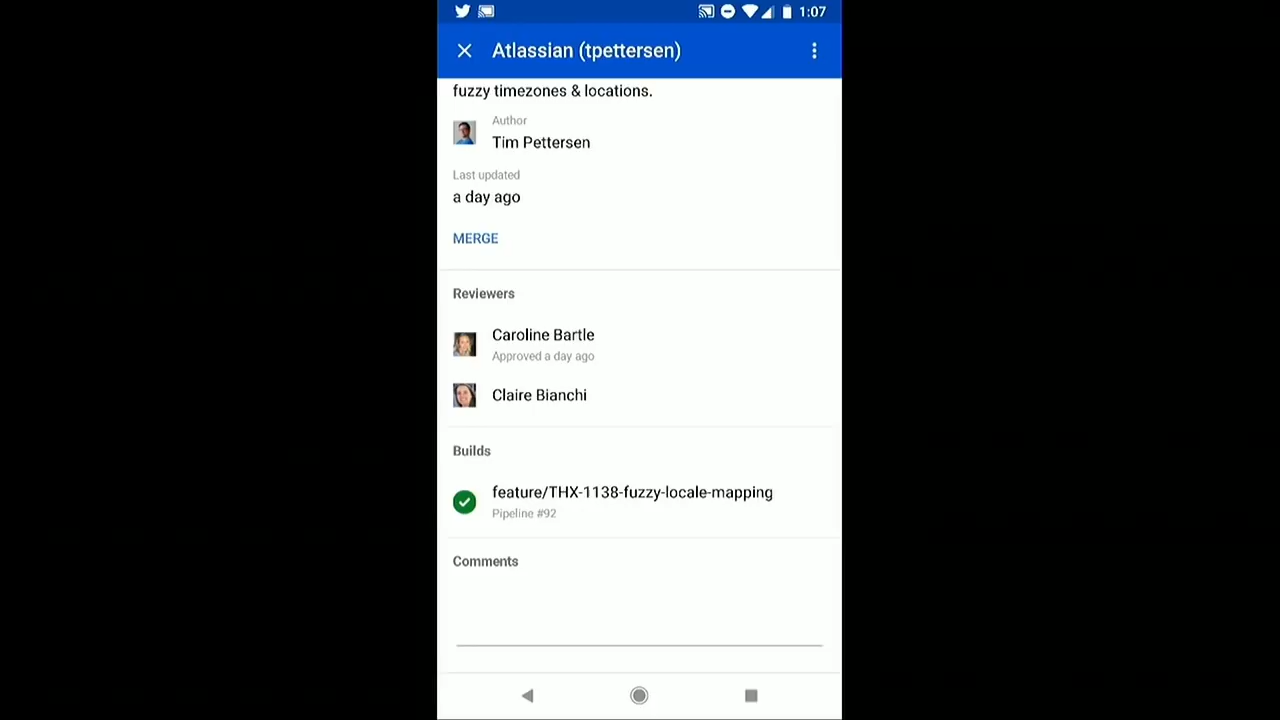 1:07
Atlassian (tpettersen)
fuzzy timezones & locations.
Author
Tim Pettersen
Last updated
a day ago
MERGE
Reviewers
Caroline Bartle
Approved a day ago
Claire Bianchi
Builds
feature/THX-1138-fuzzy-locale-mapping
Pipeline #92
Comments